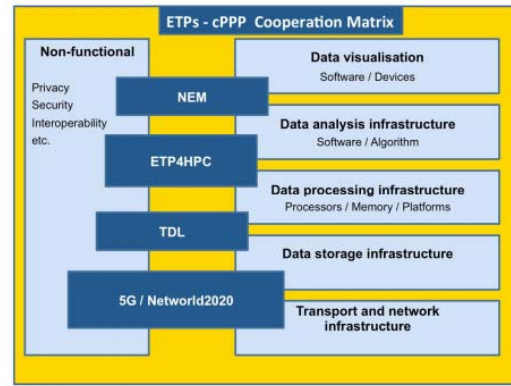 ETPs - cPPP Cooperation Matrix
Non-functional
Privacy
Security
Interoperability
etc.
NEM
ETP4HPC
TDL
5G / Networld2020
Data visualisation
Software / Devices
Data analysis infrastructure
Software / Algorithm
Data processing infrastructure
Processors / Memory / Platforms
Data storage infrastructure
Transport and network
infrastructure